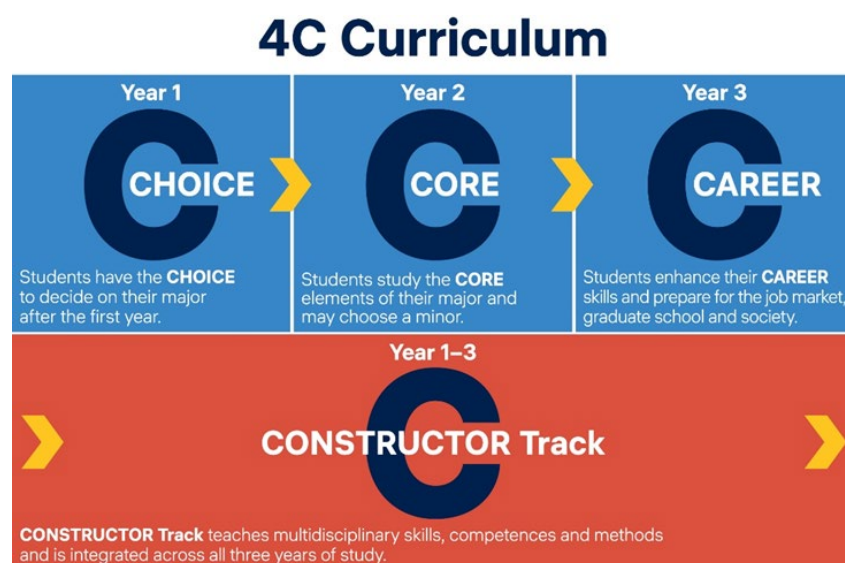 4C Curriculum
Year 1
C
CHOICE
Students have the CHOICE
to decide on their major
after the first year.
Year 2
C
CORE
Students study the CORE
elements of their major and
may choose a minor.
Year 3
C
CAREER
Students enhance their CAREER
skills and prepare for the job market,
graduate school and society.
Year 1–3
C
CONSTRUCTOR Track
CONSTRUCTOR Track teaches multidisciplinary skills, competences and methods
and is integrated across all three years of study.